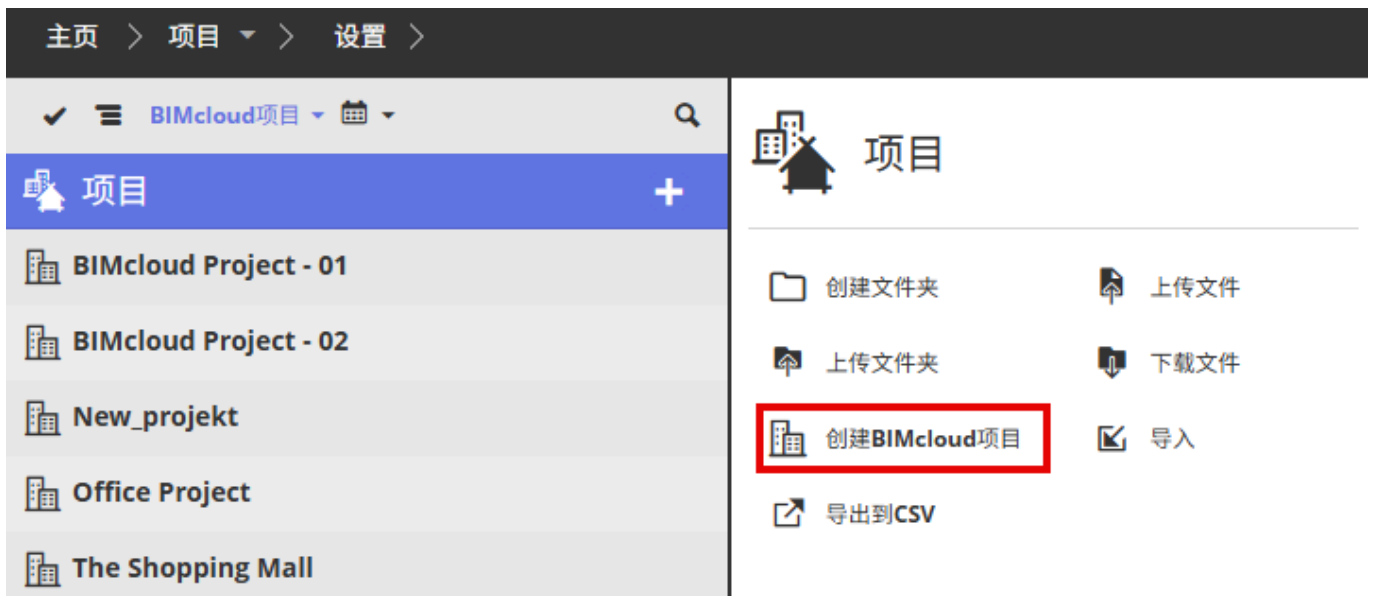 主页 > 项目 > 设置 >
BIMcloud项目
项目 +
BIMcloud Project - 01
BIMcloud Project - 02
New_projekt
Office Project
The Shopping Mall
项目
创建文件夹 上传文件
上传文件夹 下载文件
创建BIMcloud项目 导入
导出到CSV